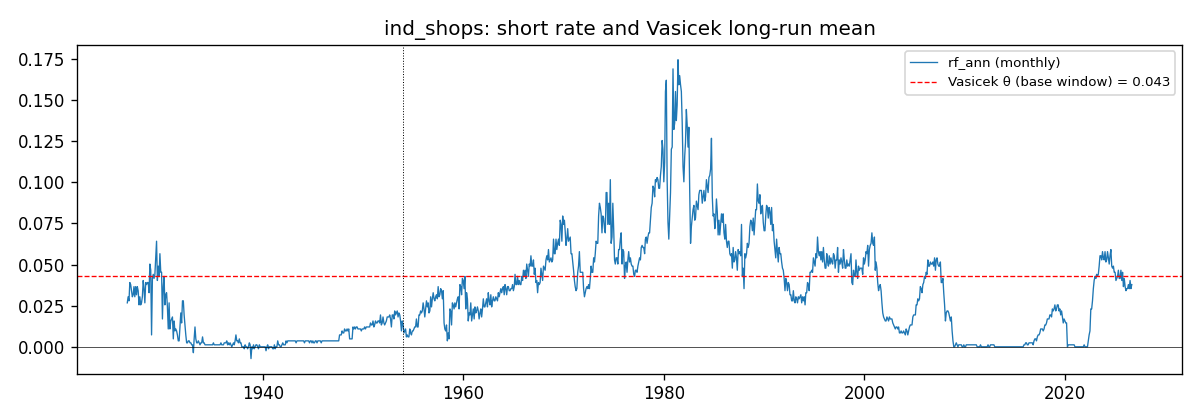 ind_shops: short rate and Vasicek long-run mean
rf_ann (monthly)
Vasicek θ (base window) = 0.043
0.175
0.150
0.125
0.100
0.075
0.050
0.025
0.000
1940 1960 1980 2000 2020